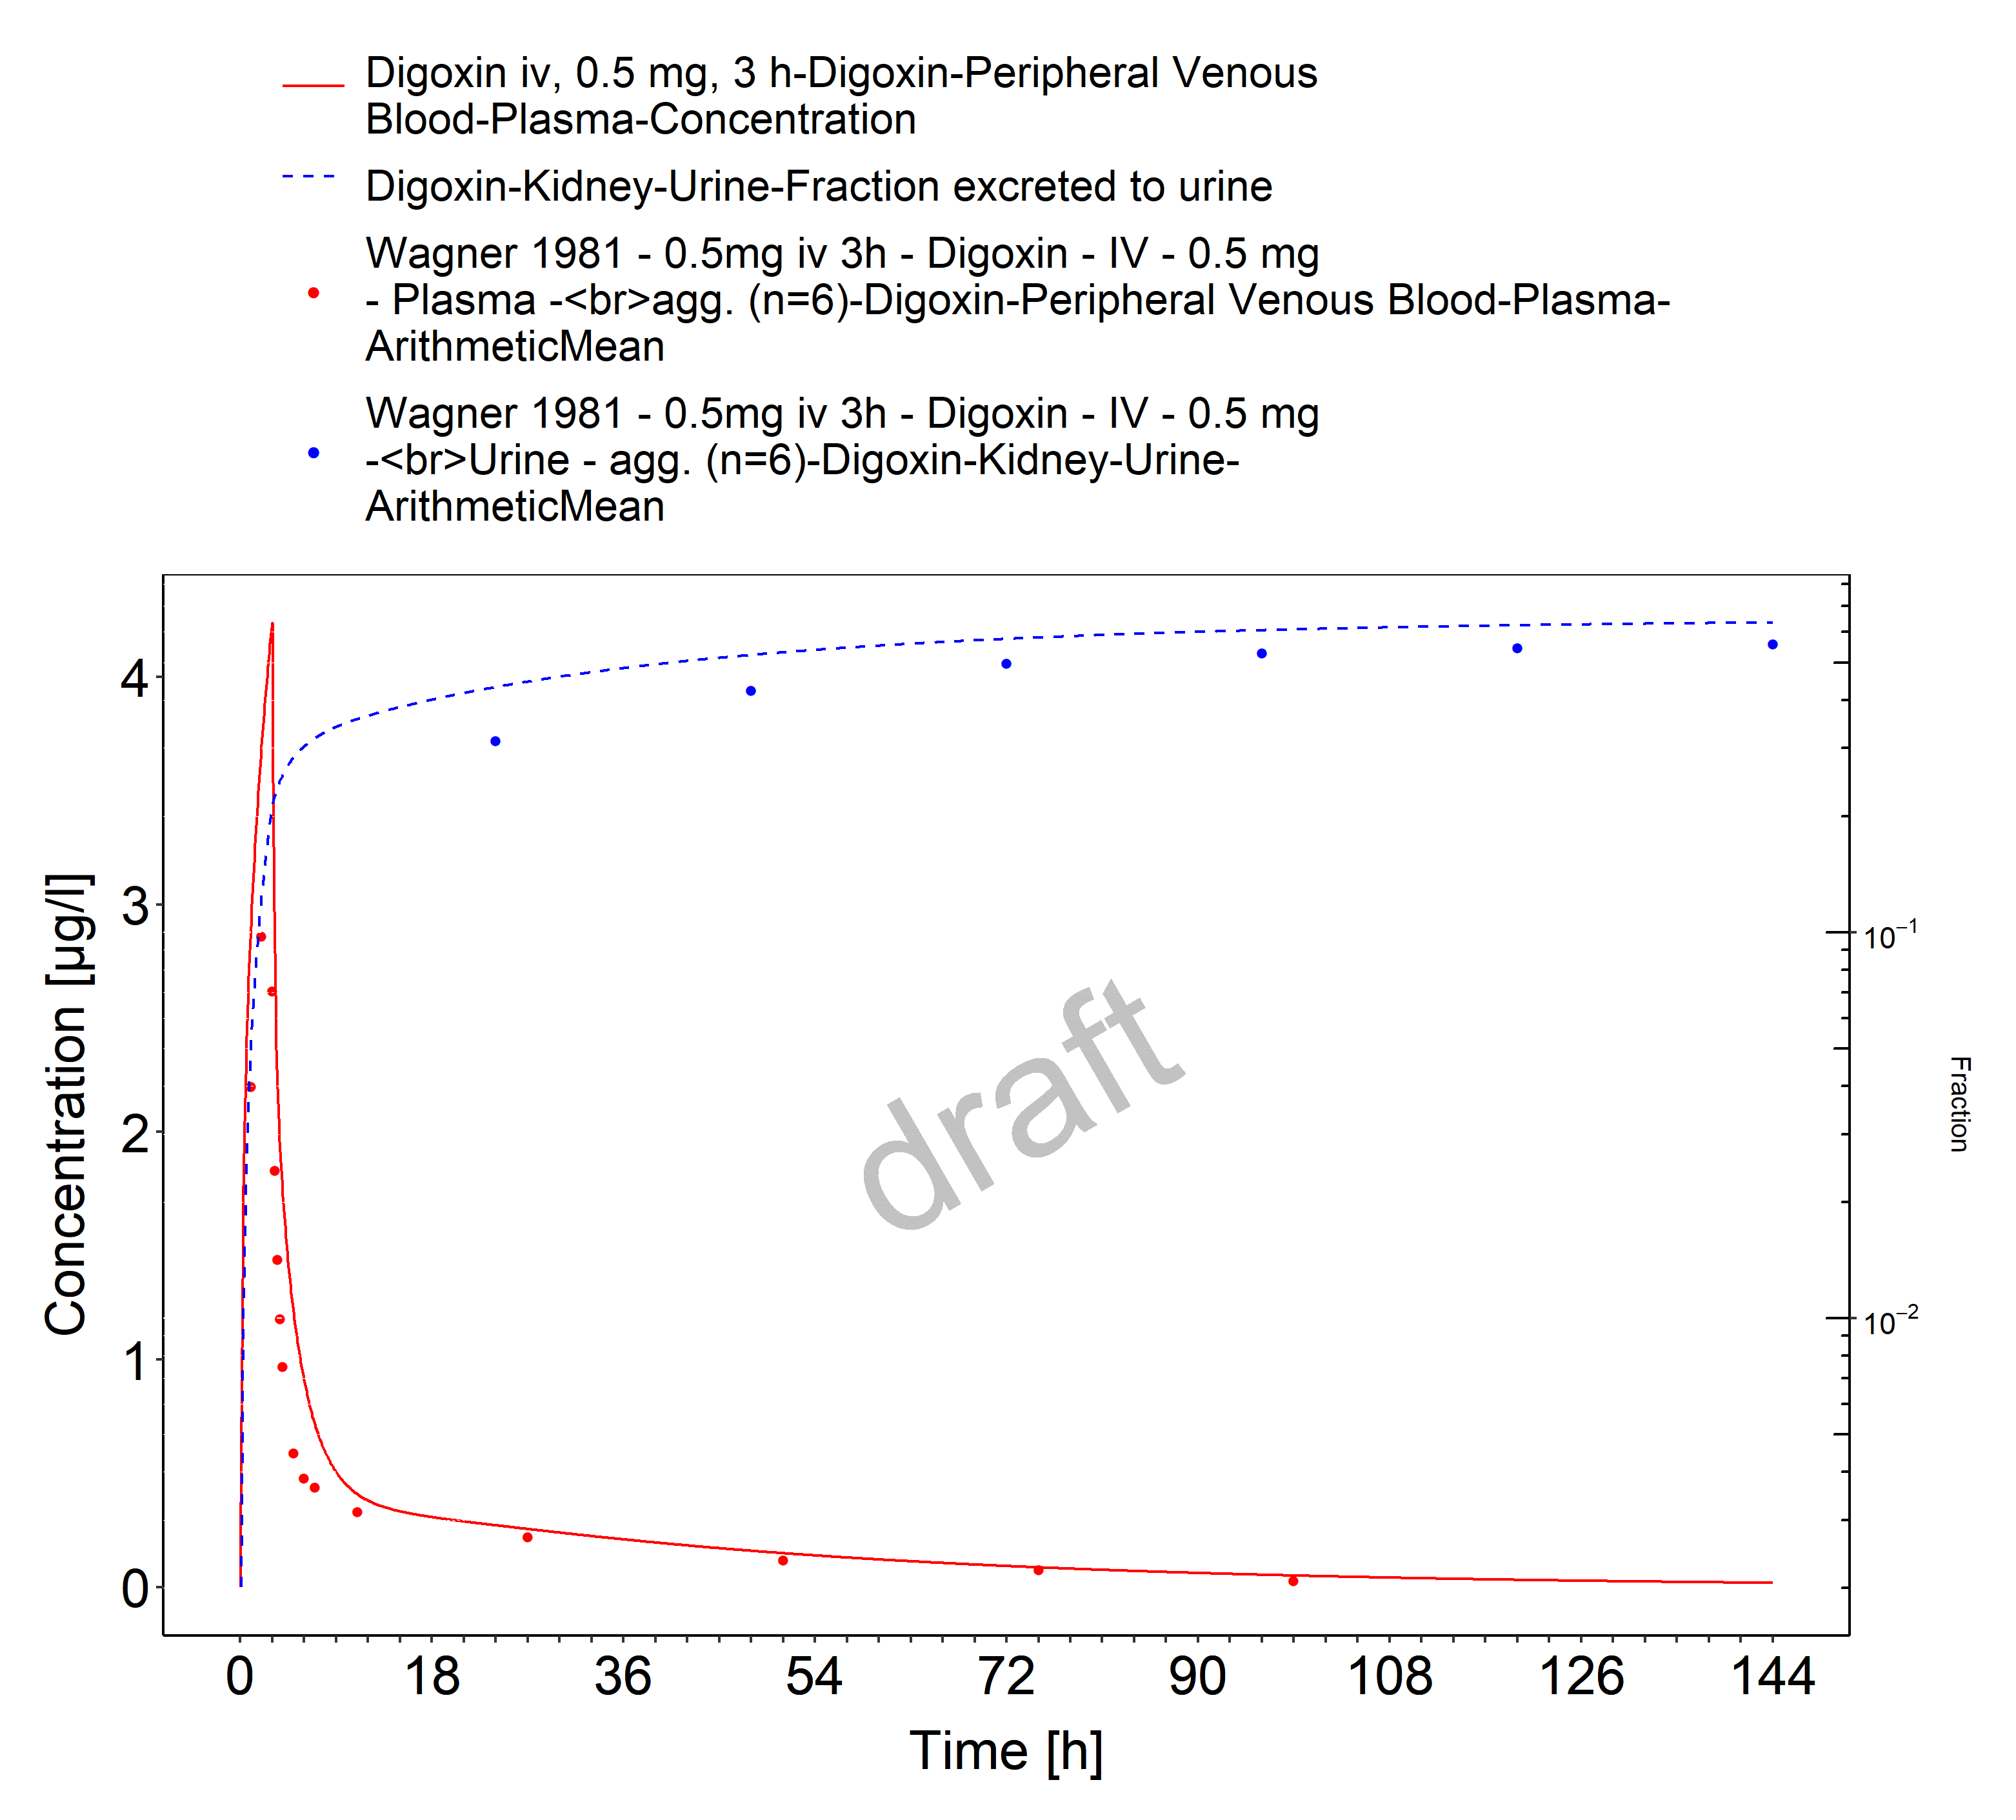 Digoxin iv, 0.5 mg, 3 h-Digoxin-Peripheral Venous
Blood-Plasma-Concentration
Digoxin-Kidney-Urine-Fraction excreted to urine
Wagner 1981 - 0.5mg iv 3h - Digoxin - IV - 0.5 mg
- Plasma -<br>agg. (n=6)-Digoxin-Peripheral Venous Blood-Plasma-
ArithmeticMean
Wagner 1981 - 0.5mg iv 3h - Digoxin - IV - 0.5 mg
-<br>Urine - agg. (n=6)-Digoxin-Kidney-Urine-
ArithmeticMean
Concentration [µg/l]
4
3
2
1
0
draft
10⁻¹
10⁻²
Fraction
0 18 36 54 72 90 108 126 144
Time [h]